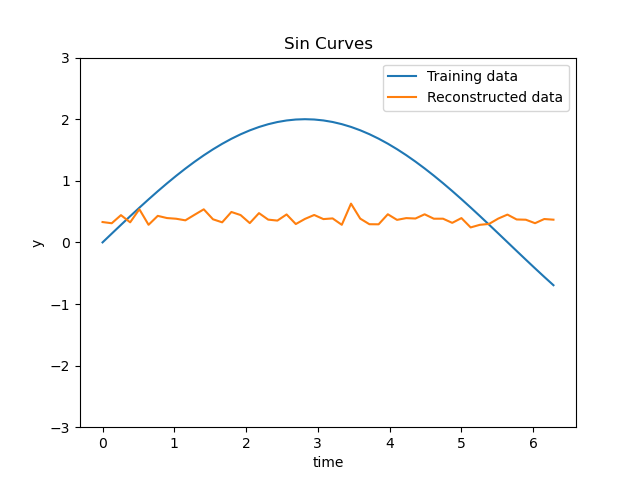 Sin Curves
Training data
Reconstructed data
3
2
1
0
−1
−2
−3
y
0 1 2 3 4 5 6
time